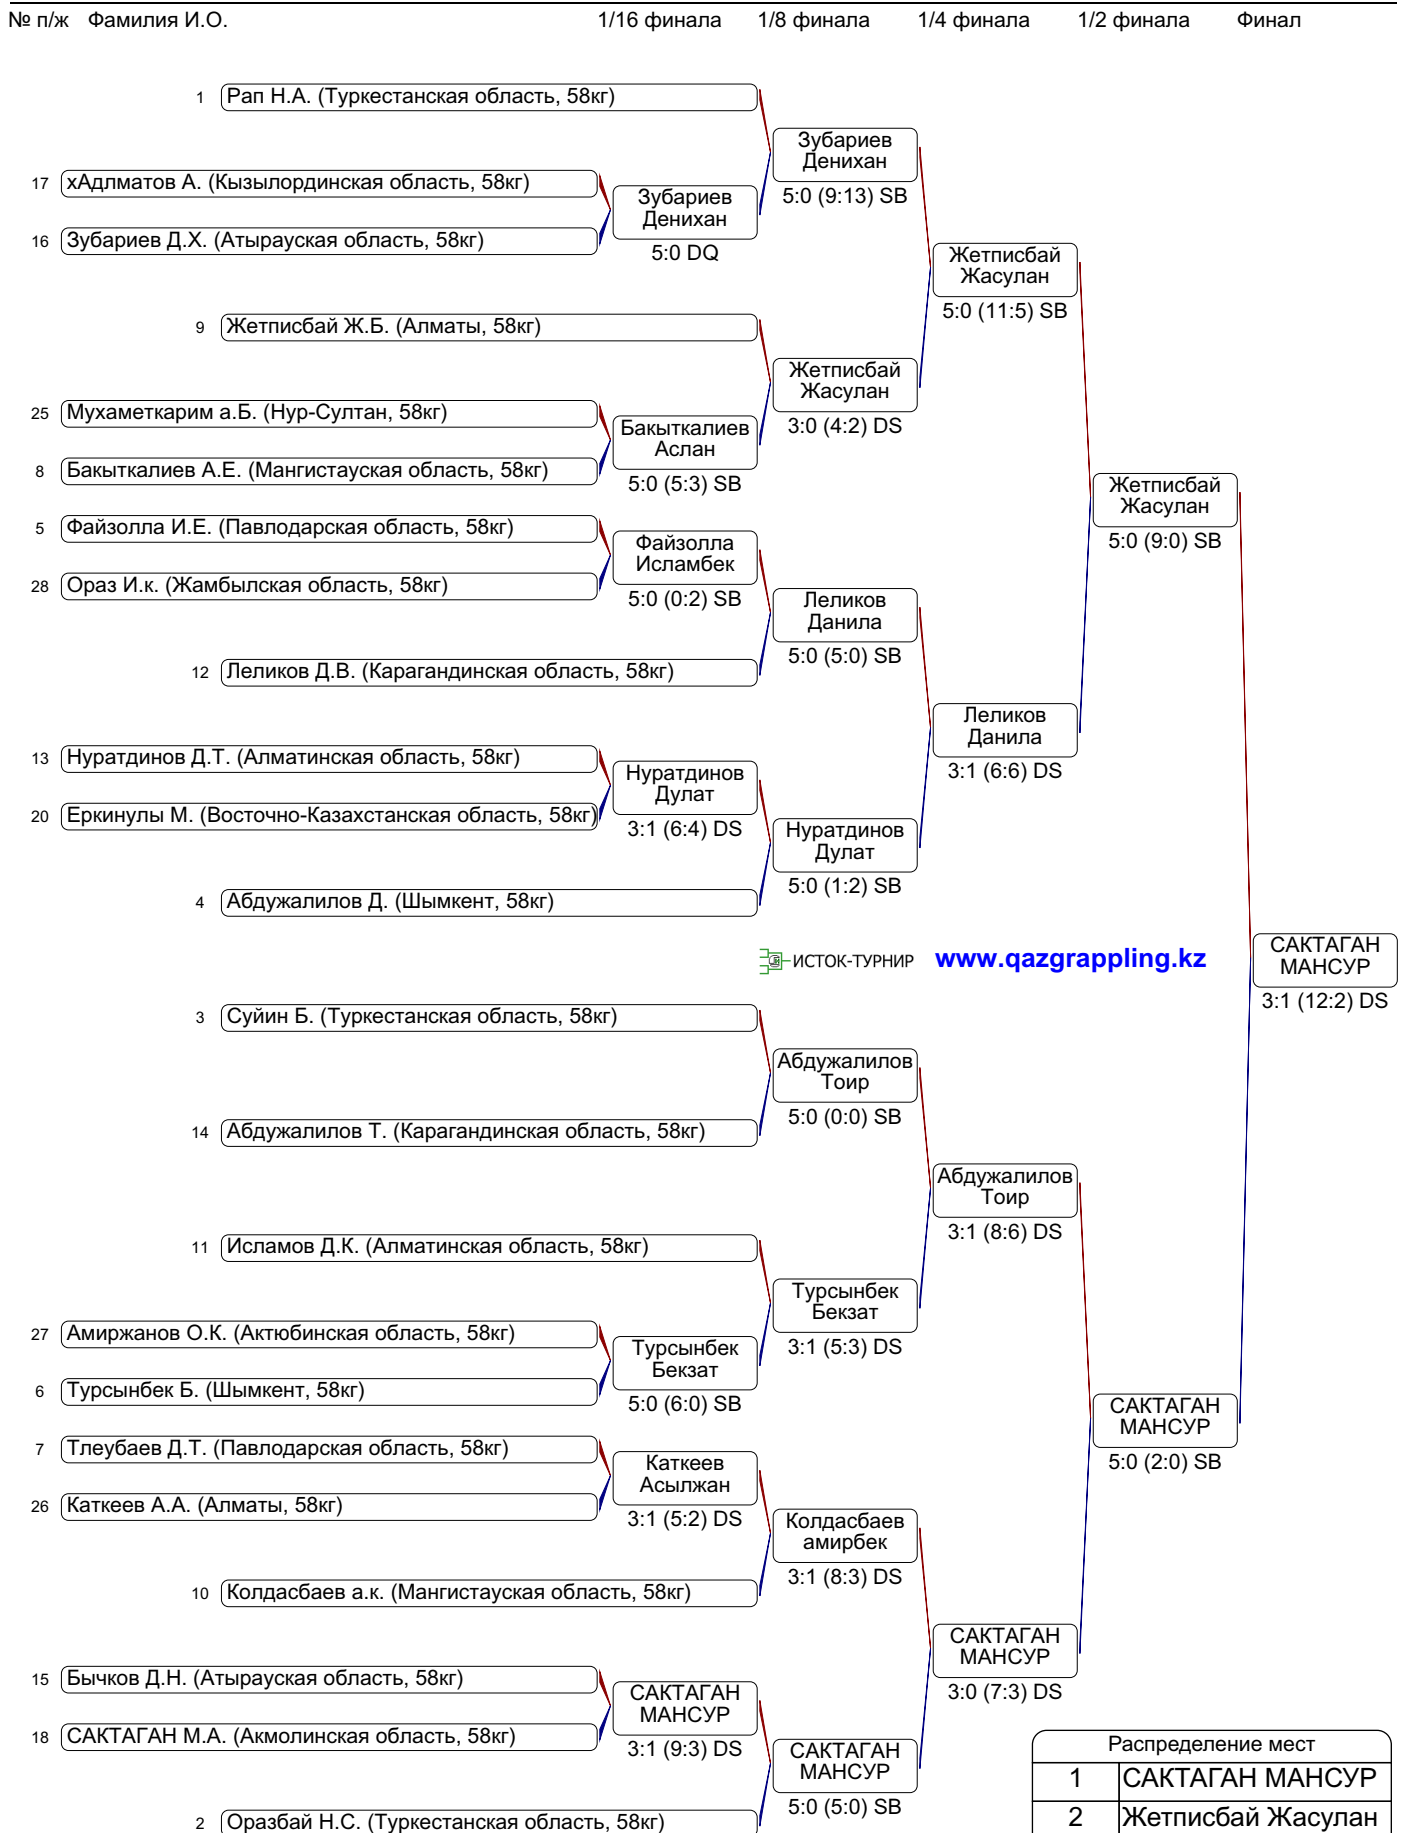 № п/ж Фамилия И.О. 1/16 финала 1/8 финала 1/4 финала 1/2 финала Финал
1 Рап Н.А. (Туркестанская область, 58кг)
Зубариев
Денихан
5:0 (9:13) SB
17 хАдлматов А. (Кызылординская область, 58кг)
Зубариев
Денихан
5:0 DQ
16 Зубариев Д.Х. (Атырауская область, 58кг)
Жетписбай
Жасулан
5:0 (11:5) SB
9 Жетписбай Ж.Б. (Алматы, 58кг)
Жетписбай
Жасулан
3:0 (4:2) DS
25 Мухаметкарим а.Б. (Нур-Султан, 58кг)
Бакыткалиев
Аслан
5:0 (5:3) SB
8 Бакыткалиев А.Е. (Мангистауская область, 58кг)
Жетписбай
Жасулан
5:0 (9:0) SB
5 Файзолла И.Е. (Павлодарская область, 58кг)
Файзолла
Исламбек
5:0 (0:2) SB
28 Ораз И.к. (Жамбылская область, 58кг)
Леликов
Данила
5:0 (5:0) SB
12 Леликов Д.В. (Карагандинская область, 58кг)
Леликов
Данила
3:1 (6:6) DS
13 Нуратдинов Д.Т. (Алматинская область, 58кг)
Нуратдинов
Дулат
3:1 (6:4) DS
20 Еркинулы М. (Восточно-Казахстанская область, 58кг)
Нуратдинов
Дулат
5:0 (1:2) SB
4 Абдужалилов Д. (Шымкент, 58кг)
ИСТОК-ТУРНИР www.qazgrappling.kz
САКТАГАН
МАНСУР
3:1 (12:2) DS
3 Суйин Б. (Туркестанская область, 58кг)
Абдужалилов
Тоир
5:0 (0:0) SB
14 Абдужалилов Т. (Карагандинская область, 58кг)
Абдужалилов
Тоир
3:1 (8:6) DS
11 Исламов Д.К. (Алматинская область, 58кг)
Турсынбек
Бекзат
3:1 (5:3) DS
27 Амиржанов О.К. (Актюбинская область, 58кг)
Турсынбек
Бекзат
5:0 (6:0) SB
6 Турсынбек Б. (Шымкент, 58кг)
САКТАГАН
МАНСУР
5:0 (2:0) SB
7 Тлеубаев Д.Т. (Павлодарская область, 58кг)
Каткеев
Асылжан
3:1 (5:2) DS
26 Каткеев А.А. (Алматы, 58кг)
Колдасбаев
амирбек
3:1 (8:3) DS
10 Колдасбаев а.к. (Мангистауская область, 58кг)
САКТАГАН
МАНСУР
3:0 (7:3) DS
15 Бычков Д.Н. (Атырауская область, 58кг)
САКТАГАН
МАНСУР
3:1 (9:3) DS
18 САКТАГАН М.А. (Акмолинская область, 58кг)
САКТАГАН
МАНСУР
5:0 (5:0) SB
2 Оразбай Н.С. (Туркестанская область, 58кг)
Распределение мест
1 САКТАГАН МАНСУР
2 Жетписбай Жасулан